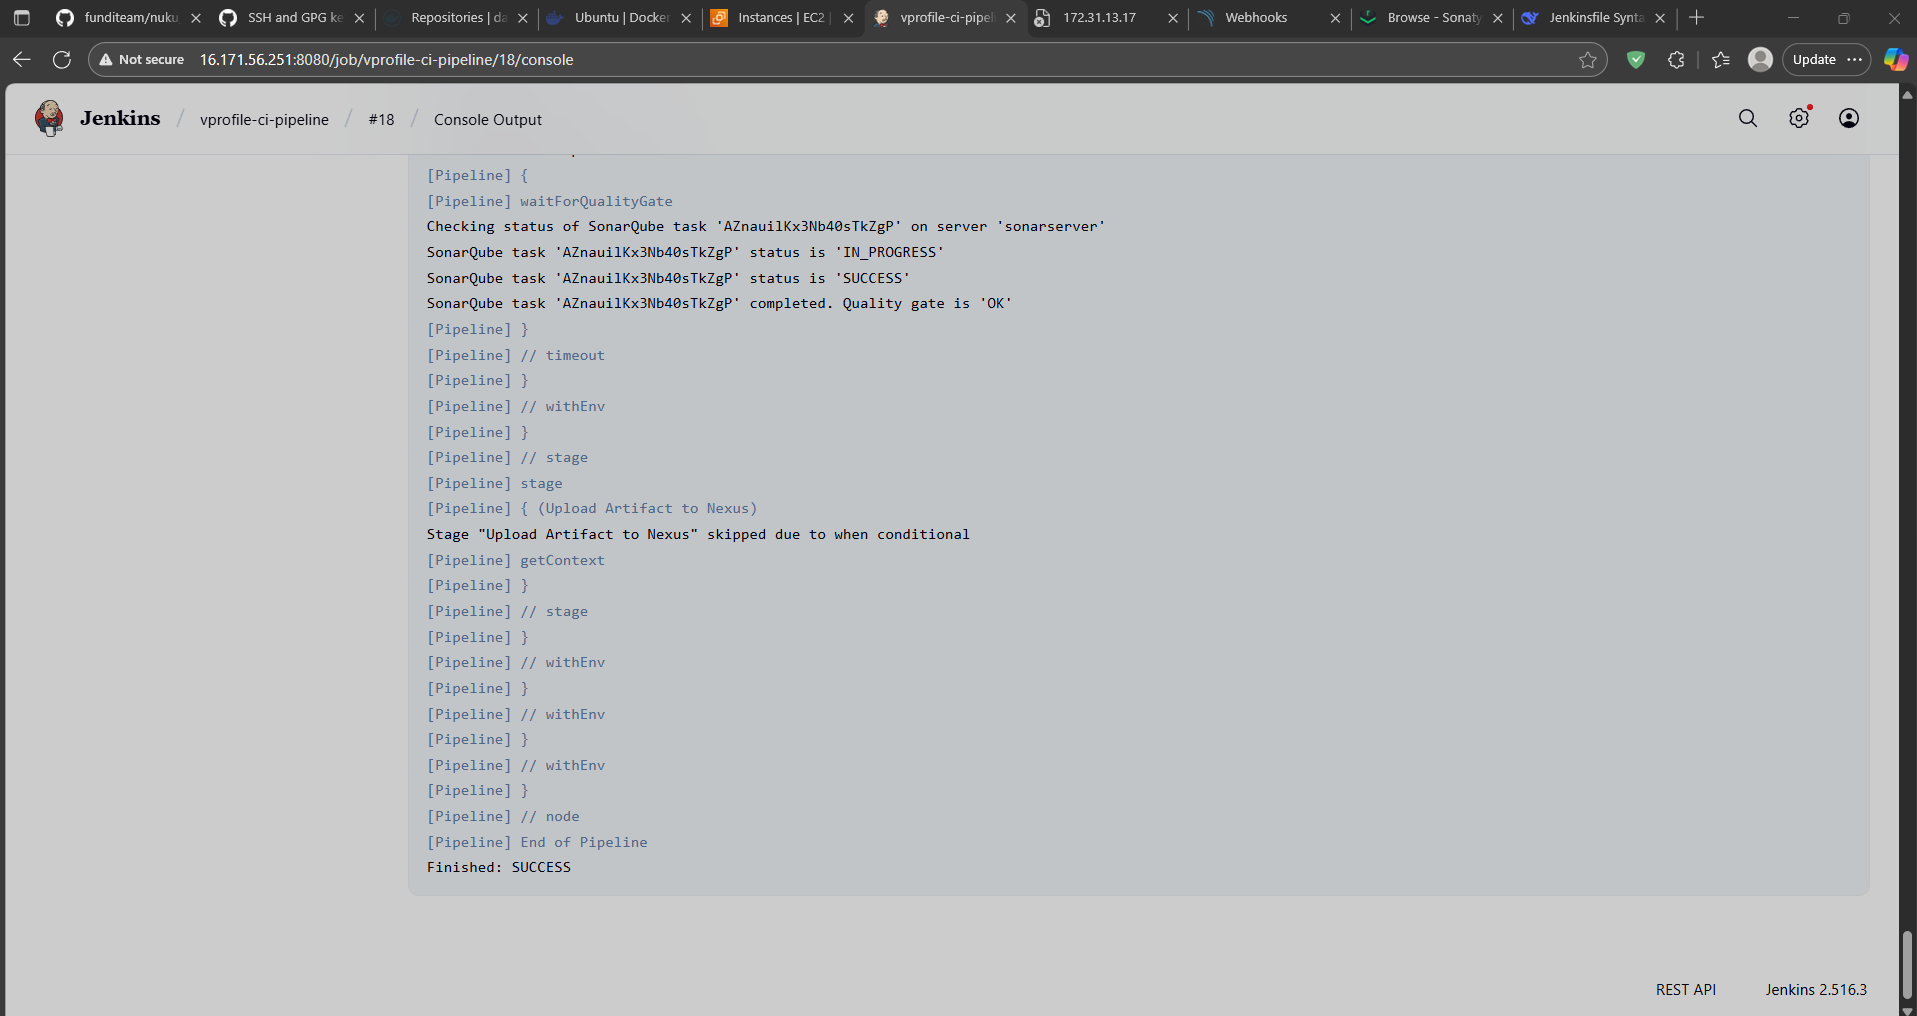 funditeam/nuku
SSH and GPG ke
Repositories | da
Ubuntu | Docker
Instances | EC2
vprofile-ci-pipeli
172.31.13.17
Webhooks
Browse - Sonaty
Jenkinsfile Synta
Not secure
16.171.56.251:8080/job/vprofile-ci-pipeline/18/console
Update
Jenkins / vprofile-ci-pipeline / #18 / Console Output
[Pipeline] {
[Pipeline] waitForQualityGate
Checking status of SonarQube task 'AZnauilKx3Nb40sTkZgP' on server 'sonarserver'
SonarQube task 'AZnauilKx3Nb40sTkZgP' status is 'IN_PROGRESS'
SonarQube task 'AZnauilKx3Nb40sTkZgP' status is 'SUCCESS'
SonarQube task 'AZnauilKx3Nb40sTkZgP' completed. Quality gate is 'OK'
[Pipeline] }
[Pipeline] // timeout
[Pipeline] }
[Pipeline] // withEnv
[Pipeline] }
[Pipeline] // stage
[Pipeline] stage
[Pipeline] { (Upload Artifact to Nexus)
Stage "Upload Artifact to Nexus" skipped due to when conditional
[Pipeline] getContext
[Pipeline] }
[Pipeline] // stage
[Pipeline] }
[Pipeline] // withEnv
[Pipeline] }
[Pipeline] // withEnv
[Pipeline] }
[Pipeline] // withEnv
[Pipeline] }
[Pipeline] // node
[Pipeline] End of Pipeline
Finished: SUCCESS
REST API
Jenkins 2.516.3